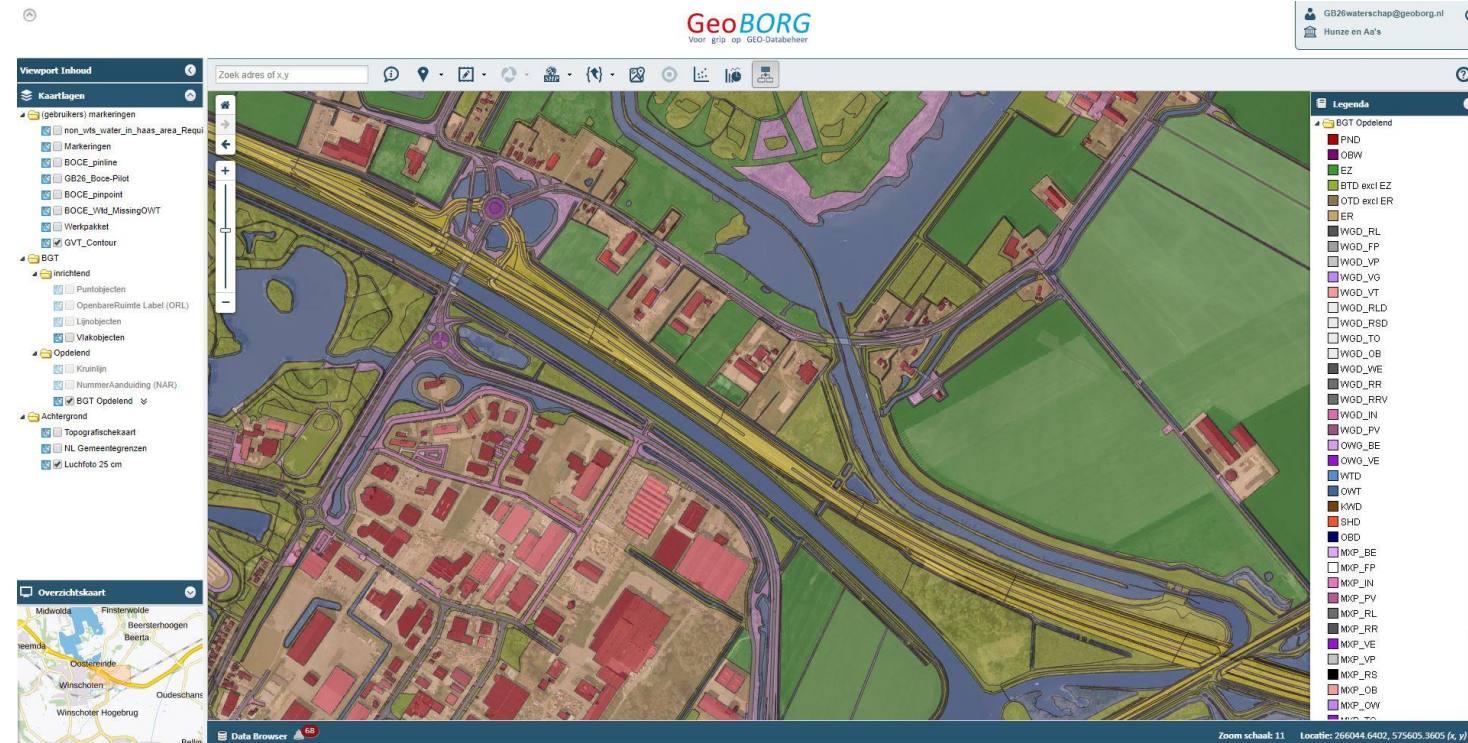 GeoBORG
Voor grip op GEO-Databeheer
GB26waterschap@geoborg.nl
Hunze en Aa's
Viewport Inhoud
Zoek adres of x,y
SHP
Kaartlagen
(gebruikers) markeringen
non_wfs_water_in_haas_area_Requi
Markeringen
BOCE_pinline
GB26_Boce-Pilot
BOCE_pinpoint
BOCE_Wtd_MissingOWT
Werkpakket
GVT_Contour
BGT
inrichtend
Puntobjecten
OpenbareRuimte Label (ORL)
Lijnobjecten
Vlakobjecten
Opdelend
Kruinlijn
NummerAanduiding (NAR)
BGT Opdelend
Achtergrond
Topografischekaart
NL Gemeentegrenzen
Luchfoto 25 cm
Overzichtskaart
Midwolda
Finsterwolde
Beersterhoogen
Beerta
heemda
Oostereinde
Winschoten
Oudeschans
Winschoter Hogebrug
Bellin
Legenda
BGT Opdelend
PND
OBW
EZ
BTD excl EZ
OTD excl ER
ER
WGD_RL
WGD_FP
WGD_VP
WGD_VG
WGD_VT
WGD_RLD
WGD_RSD
WGD_TO
WGD_OB
WGD_WE
WGD_RR
WGD_RRV
WGD_IN
WGD_PV
OWG_BE
OWG_VE
WTD
OWT
KWD
SHD
OBD
MXP_BE
MXP_FP
MXP_IN
MXP_PV
MXP_RL
MXP_RR
MXP_VE
MXP_VP
MXP_RS
MXP_OB
MXP_OW
MXP_TO
Data Browser 68
Zoom schaal: 11 Locatie: 266044.6402, 575605.3605 (x, y)